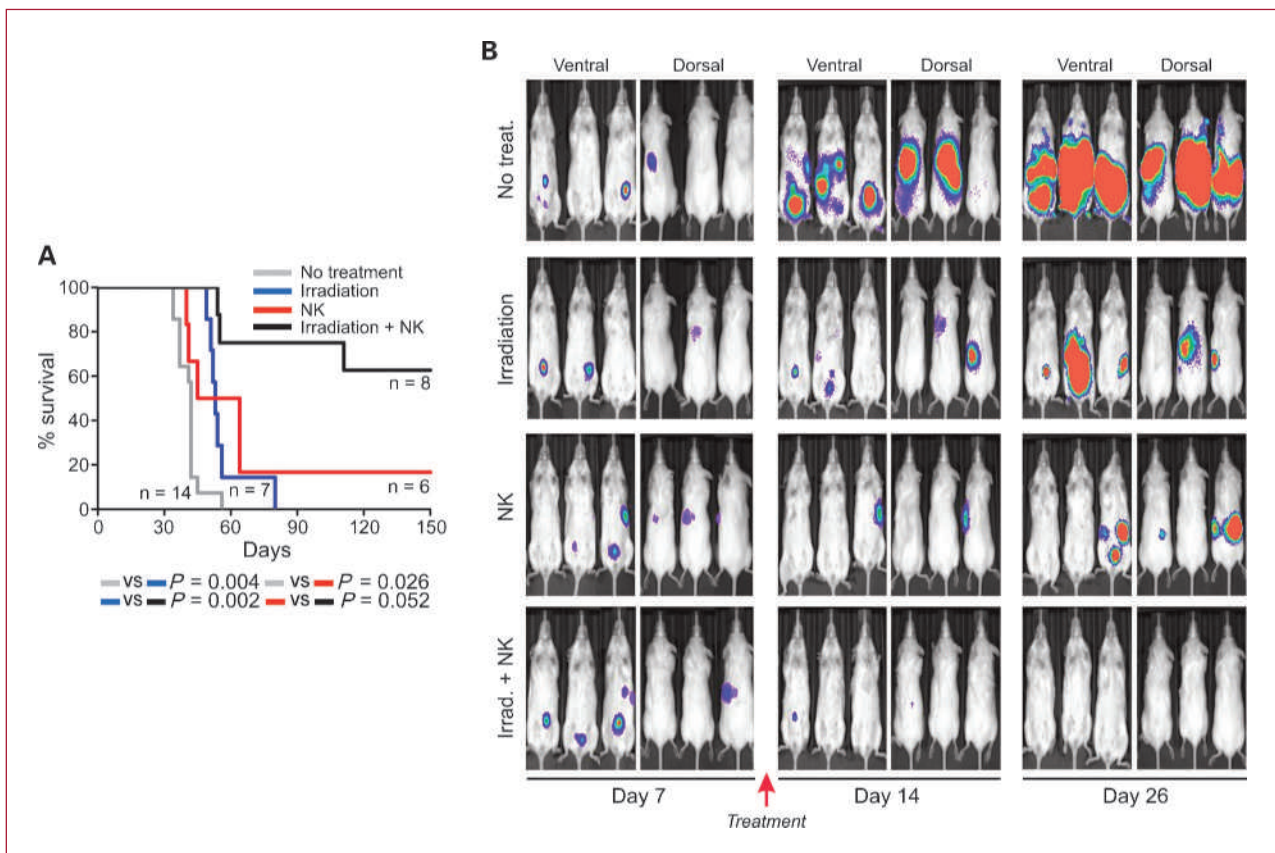 A
No treatment
Irradiation
NK
Irradiation + NK
100
80
60
40
20
0
% survival
n = 8
n = 14
n = 7
n = 6
0 30 60 90 120 150
Days
vs P = 0.004 vs P = 0.026
vs P = 0.002 vs P = 0.052
B
Ventral Dorsal Ventral Dorsal Ventral Dorsal
No treat.
Irradiation
NK
Irrad. + NK
Day 7 Day 14 Day 26
Treatment